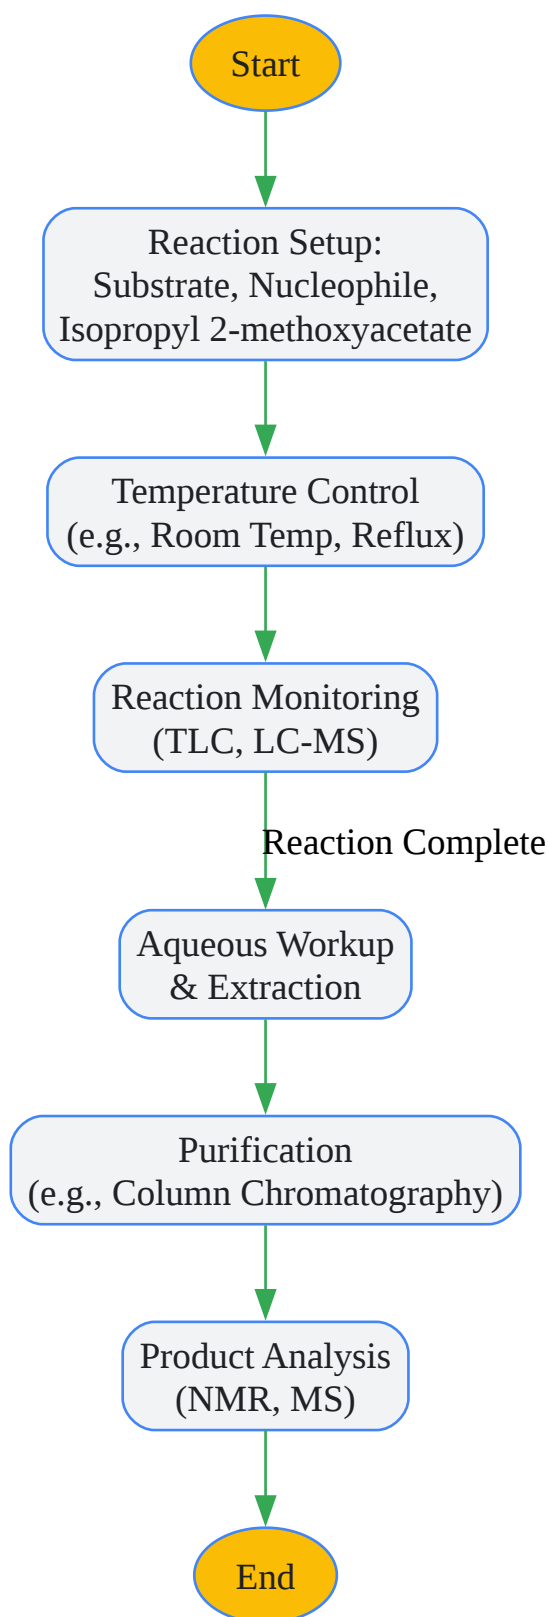 Start
Reaction Setup:
Substrate, Nucleophile,
Isopropyl 2-methoxyacetate
Temperature Control
(e.g., Room Temp, Reflux)
Reaction Monitoring
(TLC, LC-MS)
Reaction Complete
Aqueous Workup
& Extraction
Purification
(e.g., Column Chromatography)
Product Analysis
(NMR, MS)
End